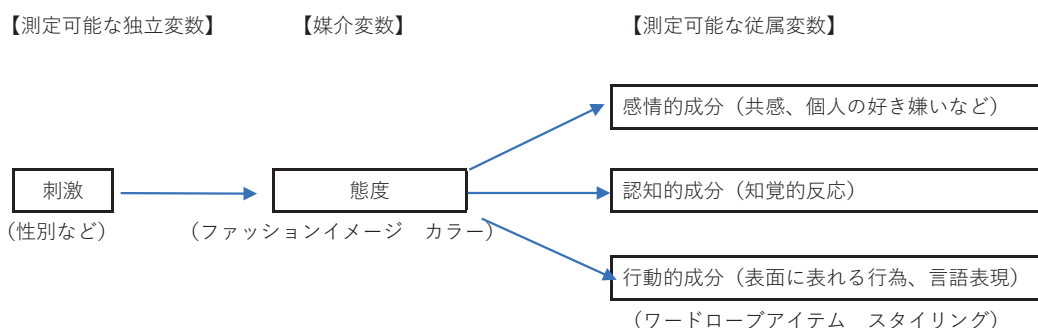 【測定可能な独立変数】
【媒介変数】
【測定可能な従属変数】
感情的成分（共感、個人の好き嫌いなど）
刺激
態度
認知的成分（知覚的反応）
（性別など）
（ファッションイメージ　カラー）
行動的成分（表面に表れる行為、言語表現）
（ワードローブアイテム　スタイリング）